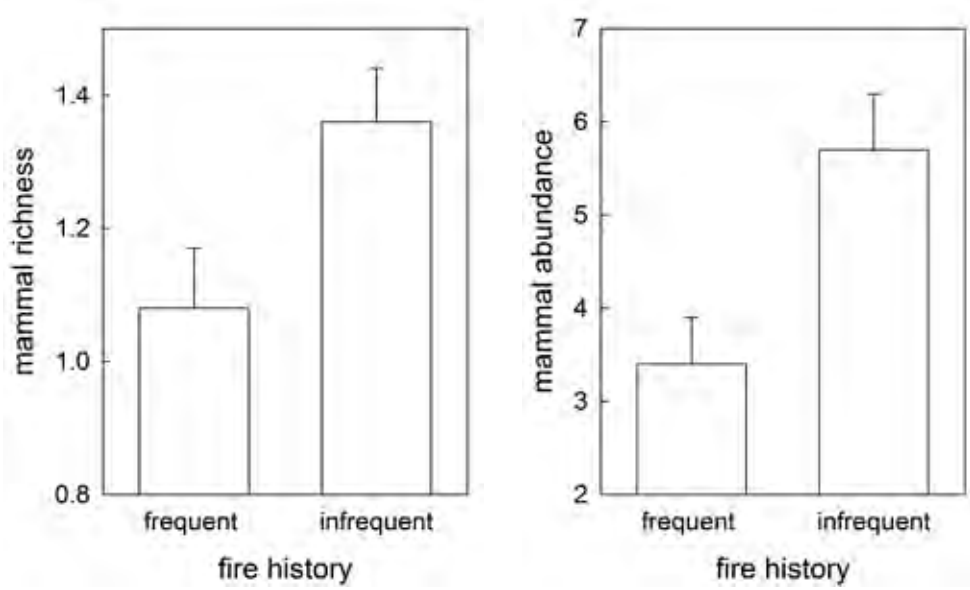 mammal richness
1.4
1.2
1.0
0.8
frequent infrequent
fire history
mammal abundance
7
6
5
4
3
2
frequent infrequent
fire history